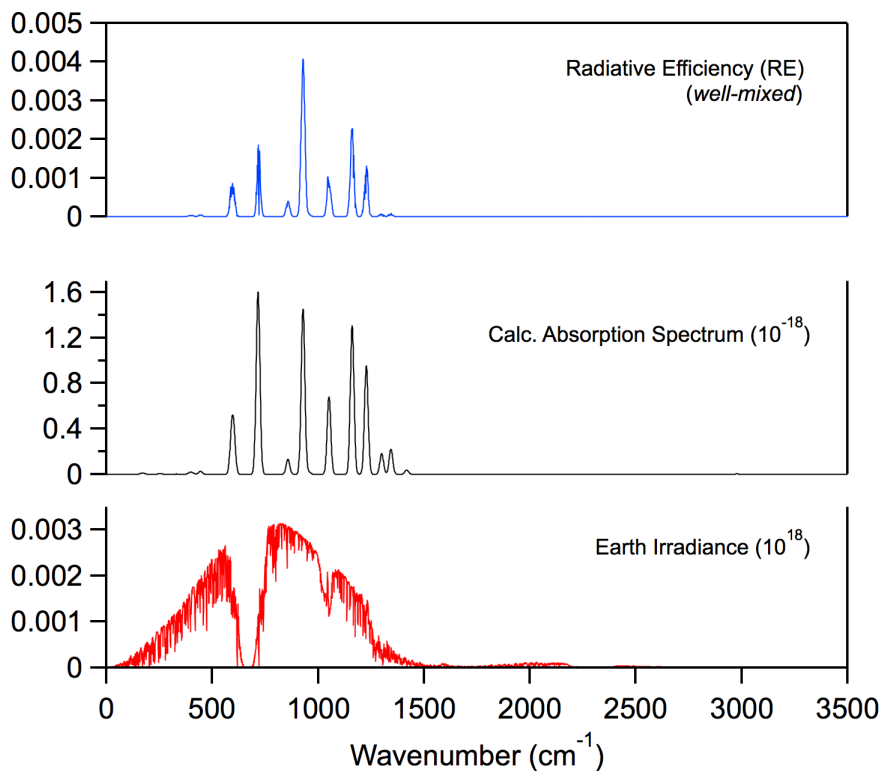 0.005
0.004
0.003
0.002
0.001
0
Radiative Efficiency (RE)
(well-mixed)
1.6
1.2
0.8
0.4
0
Calc. Absorption Spectrum (10⁻¹⁸)
0.003
0.002
0.001
0
Earth Irradiance (10¹⁸)
0 500 1000 1500 2000 2500 3000 3500
Wavenumber (cm⁻¹)